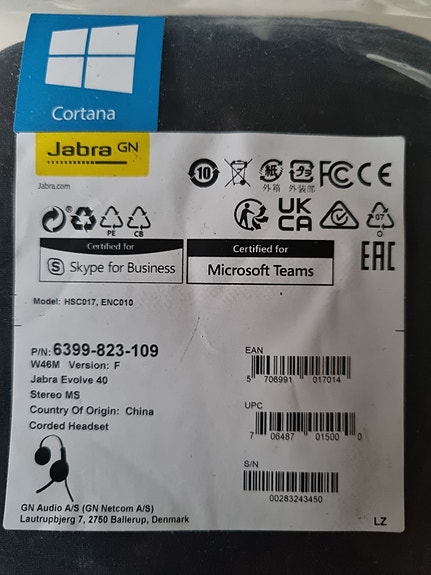 Cortana
Jabra GN
Jabra.com
10
紙
外箱
プラ
外装部
FC CE
PE
CB
UK
CA
07
O
EAC
Certified for
S Skype for Business
Certified for
Microsoft Teams
Model: HSC017, ENC010
P/N: 6399-823-109
W46M Version: F
Jabra Evolve 40
Stereo MS
Country Of Origin: China
Corded Headset
EAN
5 706991 017014
UPC
7 06487 01500 0
S/N
00283243450
GN Audio A/S (GN Netcom A/S)
Lautrupbjerg 7, 2750 Ballerup, Denmark
LZ